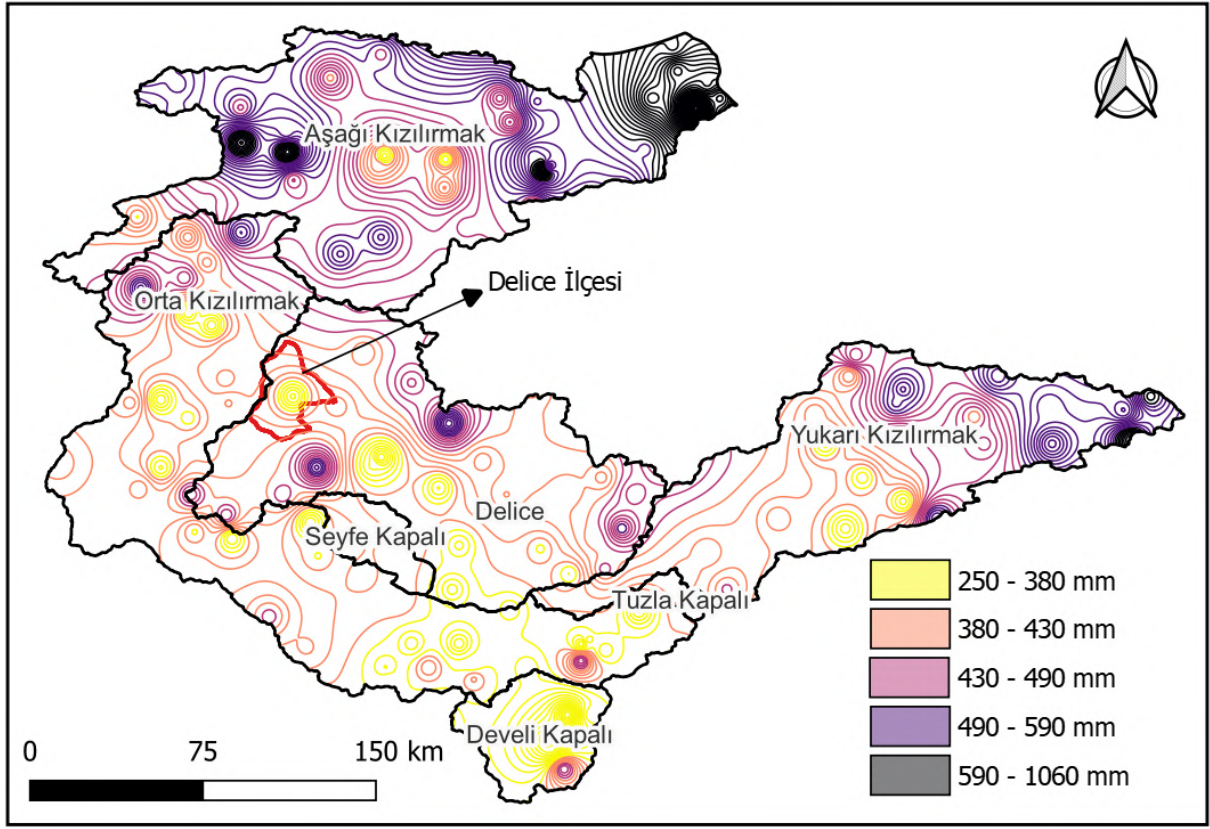 Aşağı Kızılırmak
Delice İlçesi
Orta Kızılırmak
Yukarı Kızılırmak
Delice
Seyfe Kapalı
Tuzla Kapalı
Develi Kapalı
250 - 380 mm
380 - 430 mm
430 - 490 mm
490 - 590 mm
590 - 1060 mm
0 75 150 km